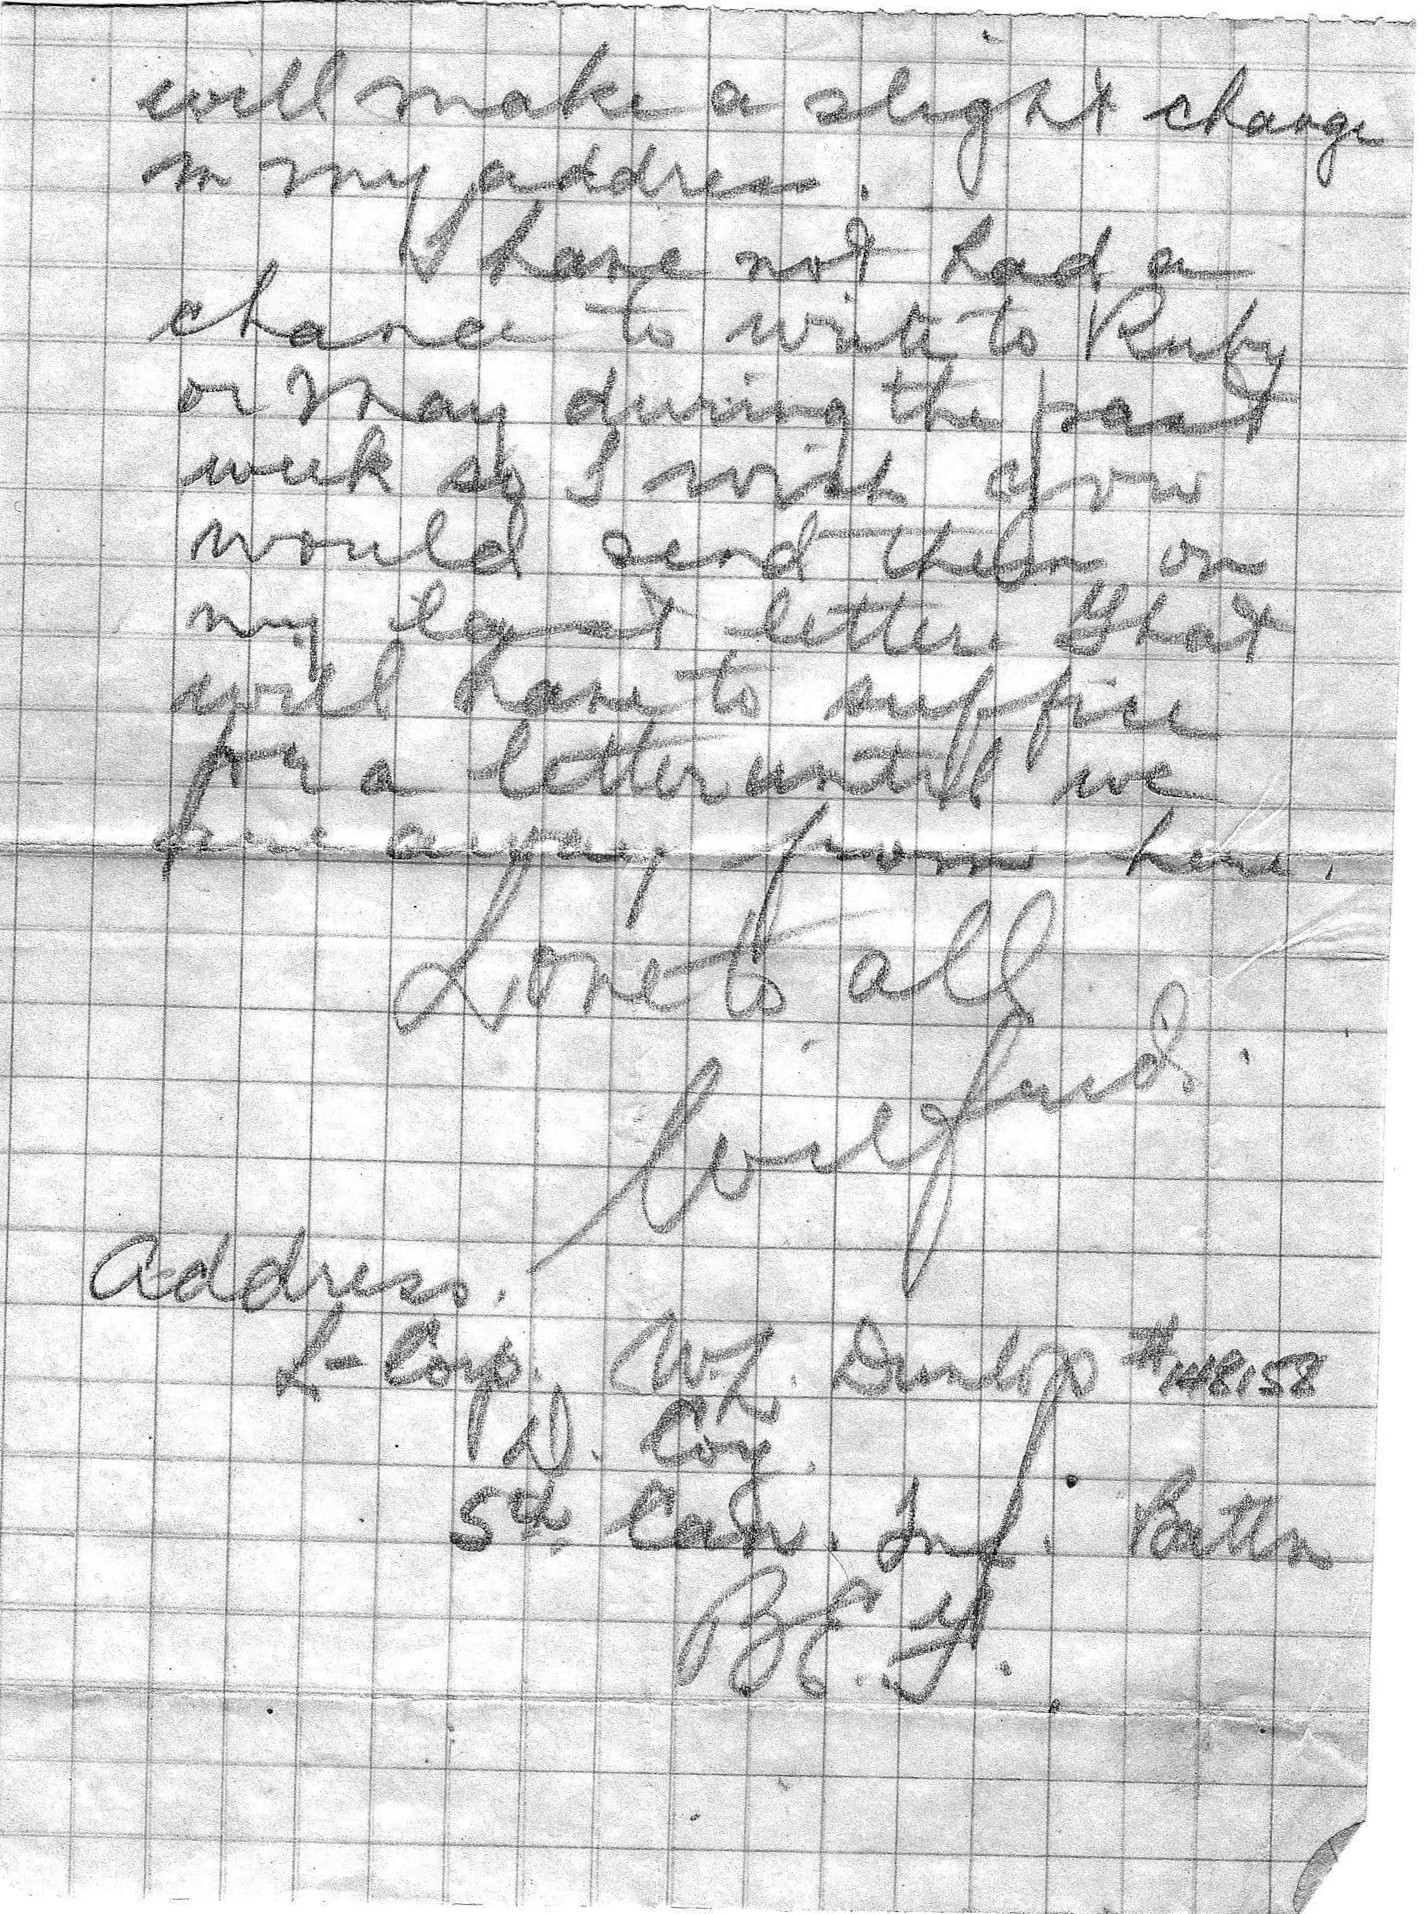 will make a slight change
in my address.
I have not had a
chance to write to Ruby
or May during the past
week so I wish you
would send them on
my last letter that
will have to suffice
for a letter until we
are away from here.
Love to all
Wilfred.
Address.
L-Corp. W.L. Dunlop #148158
D. Coy.
5th Can. Inf. Battn
B.E.F.